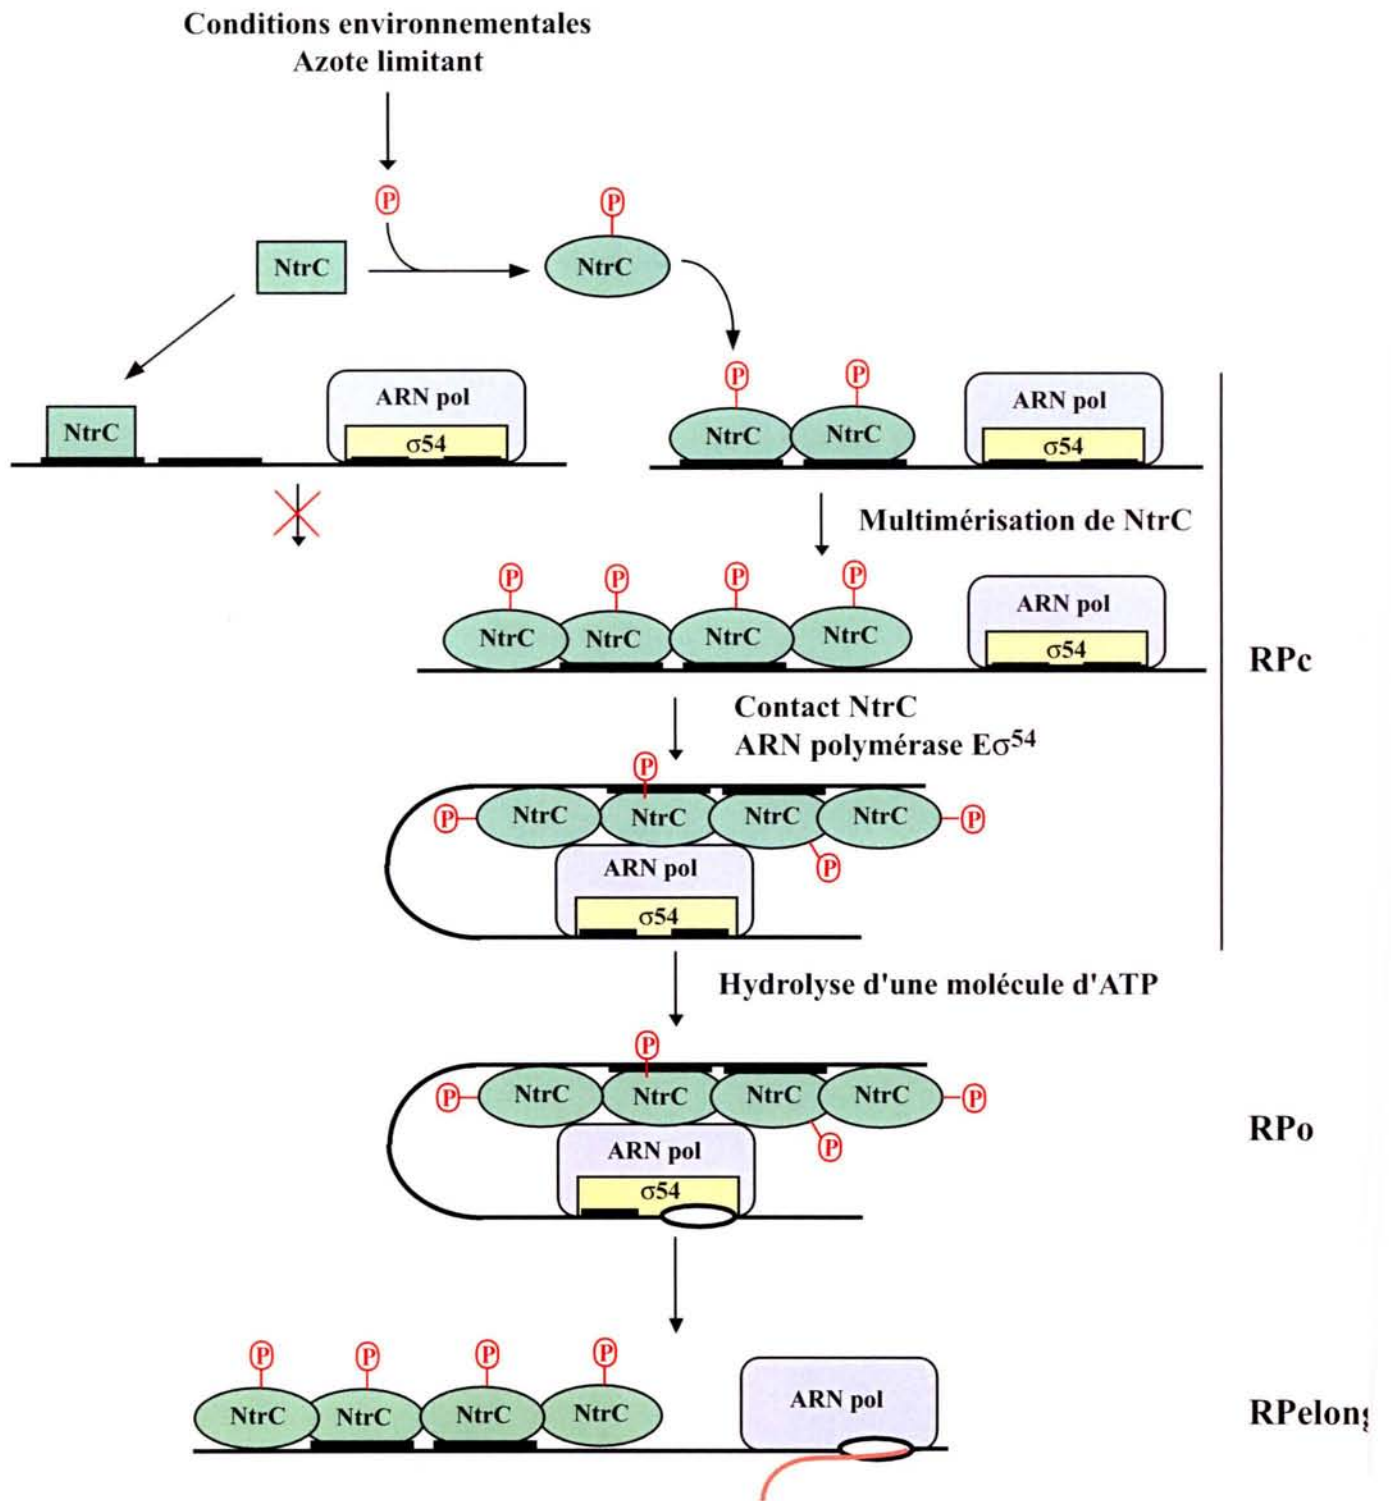 Conditions environnementales
Azote limitant
P
P
NtrC
NtrC
P
P
ARN pol
ARN pol
NtrC
σ54
NtrC
NtrC
σ54
Multimérisation de NtrC
P
P
P
P
ARN pol
NtrC
NtrC
NtrC
NtrC
σ54
RPc
Contact NtrC
ARN polymérase Eσ54
P
P
NtrC
NtrC
NtrC
NtrC
P
ARN pol
P
σ54
Hydrolyse d'une molécule d'ATP
P
P
NtrC
NtrC
NtrC
NtrC
P
ARN pol
P
RPo
σ54
P
P
P
P
ARN pol
NtrC
NtrC
NtrC
NtrC
RPelong